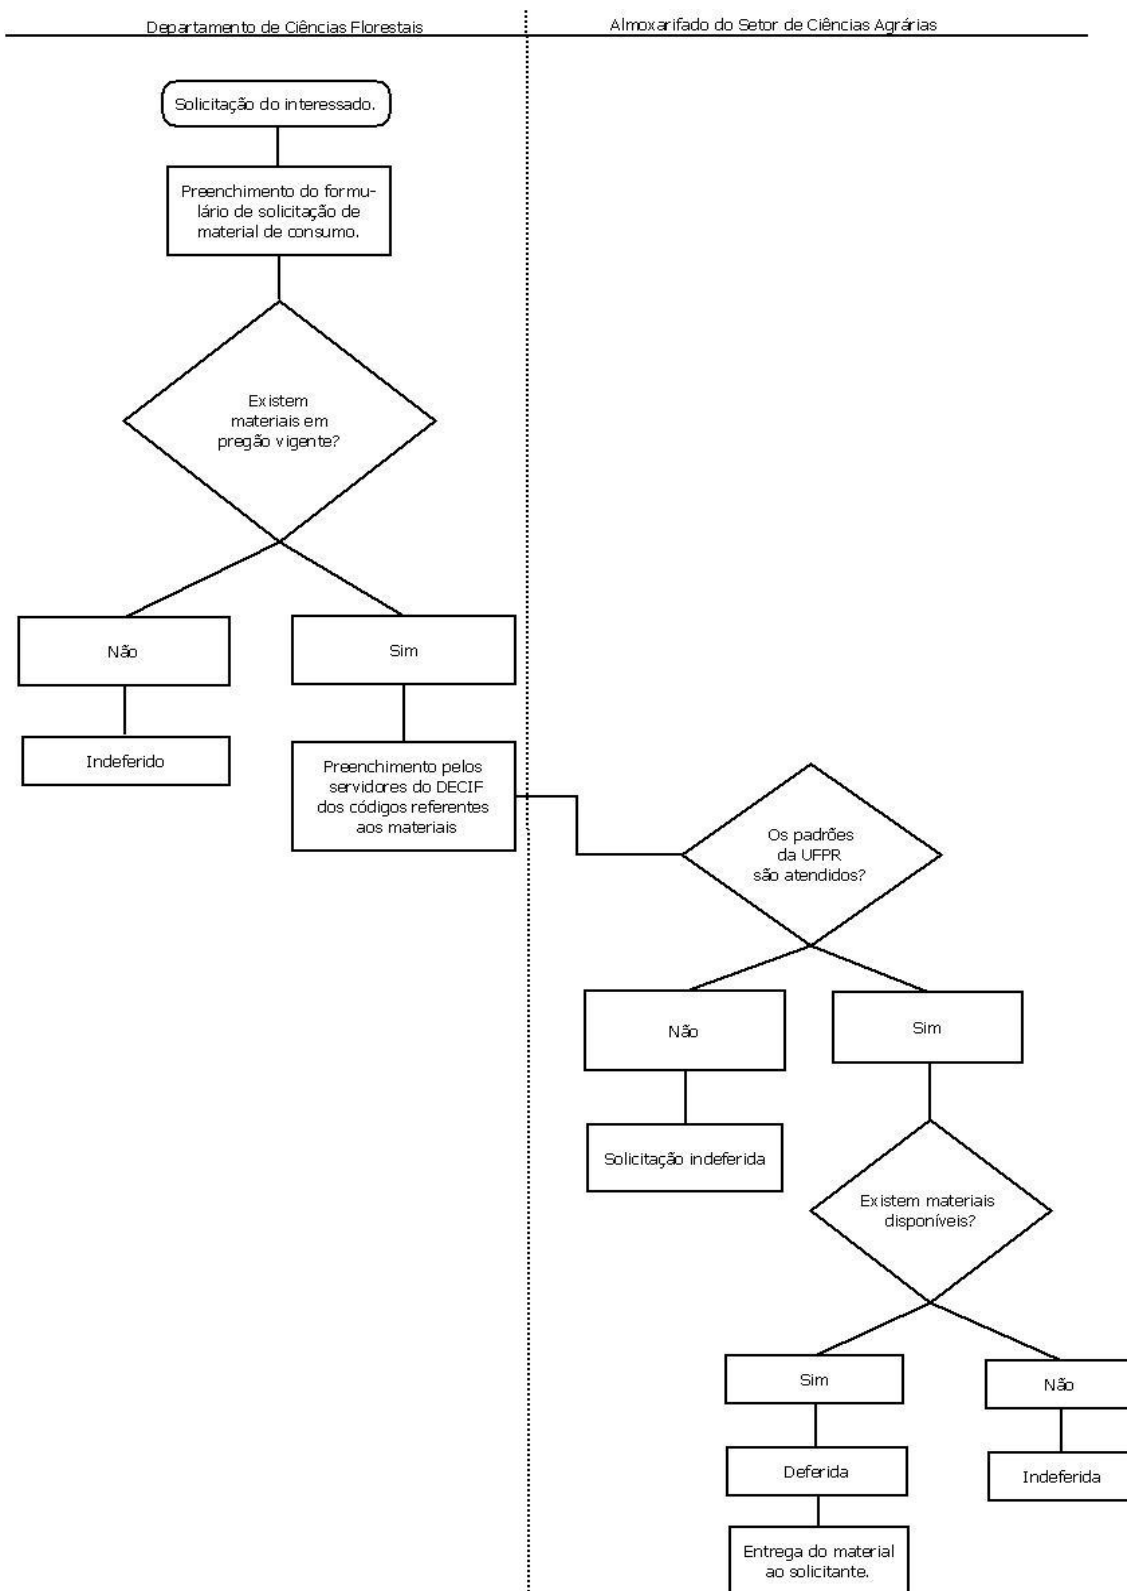 Departamento de Ciências Florestais
Almoxarifado do Setor de Ciências Agrárias
Solicitação do interessado.
Preenchimento do formu-
lário de solicitação de
material de consumo.
Existem
materiais em
pregão vigente?
Não
Sim
Indeferido
Preenchimento pelos
servidores do DECIF
dos códigos referentes
aos materiais
Os padrões
da UFPR
são atendidos?
Não
Sim
Solicitação indeferida
Existem materiais
disponíveis?
Sim
Não
Deferida
Indeferida
Entrega do material
ao solicitante.